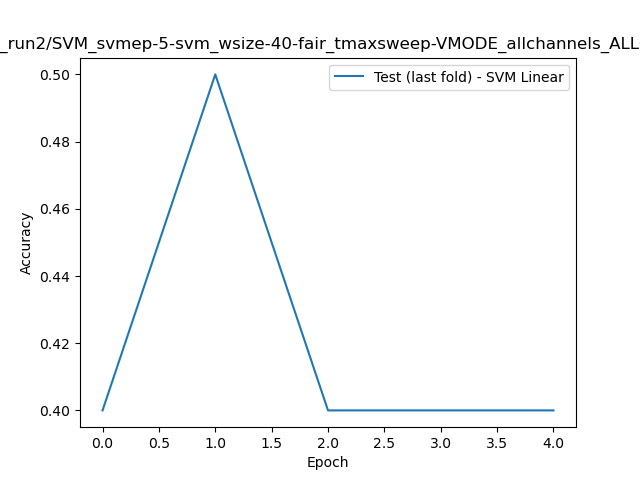 _run2/SVM_svmep-5-svm_wsize-40-fair_tmaxsweep-VMODE_allchannels_ALL
Test (last fold) - SVM Linear
0.50
0.48
0.46
0.44
0.42
0.40
Accuracy
0.0 0.5 1.0 1.5 2.0 2.5 3.0 3.5 4.0
Epoch